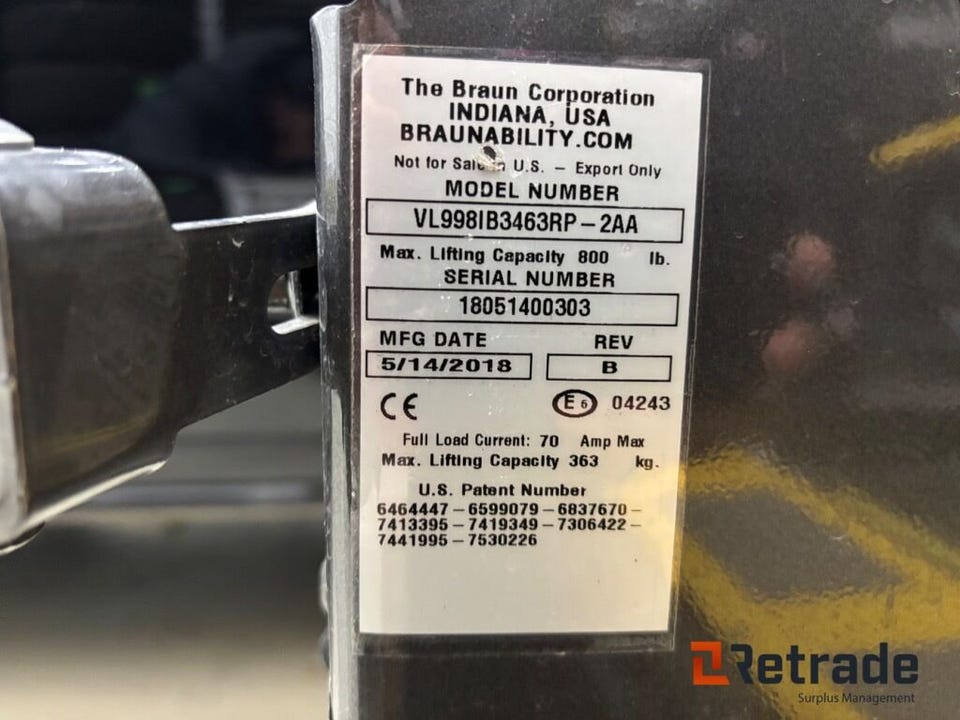 The Braun Corporation
INDIANA, USA
BRAUNABILITY.COM
Not for Sale in U.S. – Export Only
MODEL NUMBER
VL998IB3463RP-2AA
Max. Lifting Capacity 800 lb.
SERIAL NUMBER
18051400303
MFG DATE REV
5/14/2018 B
CE E6 04243
Full Load Current: 70 Amp Max
Max. Lifting Capacity 363 kg.
U.S. Patent Number
6464447-6599079-6837670-
7413395-7419349-7306422-
7441995-7530226
Retrade
Surplus Management